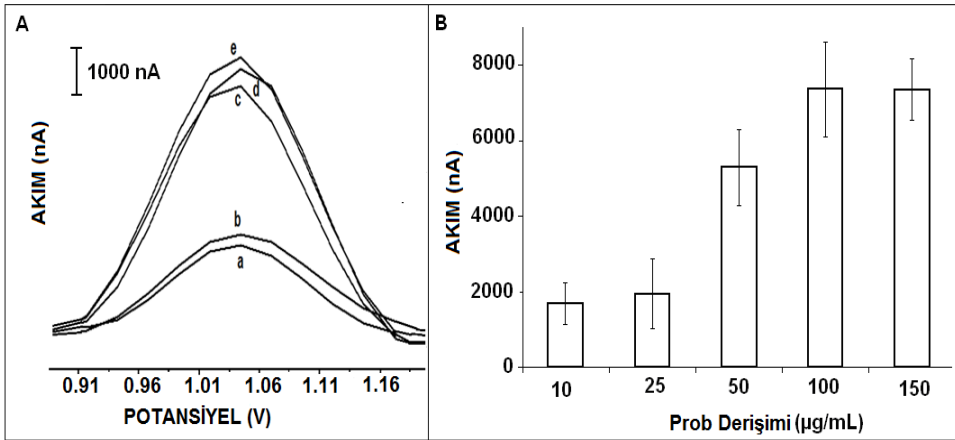 A
1000 nA
e
d
c
b
a
AKIM (nA)
0.91 0.96 1.01 1.06 1.11 1.16
POTANSİYEL (V)
B
8000
6000
4000
2000
0
AKIM (nA)
10 25 50 100 150
Prob Derişimi (µg/mL)